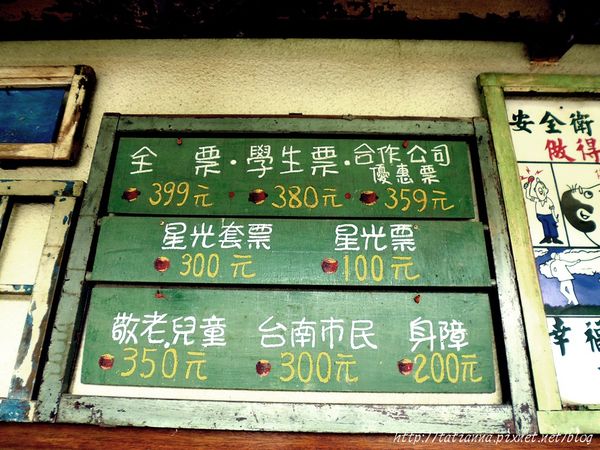 全 票・學生票・合作公司優惠票
399元 380元 359元
星光套票 星光票
300元 100元
敬老.兒童 台南市民 身障
350元 300元 200元
安全衛
做得
幸福
http://tatianna.pixnet.net/blog